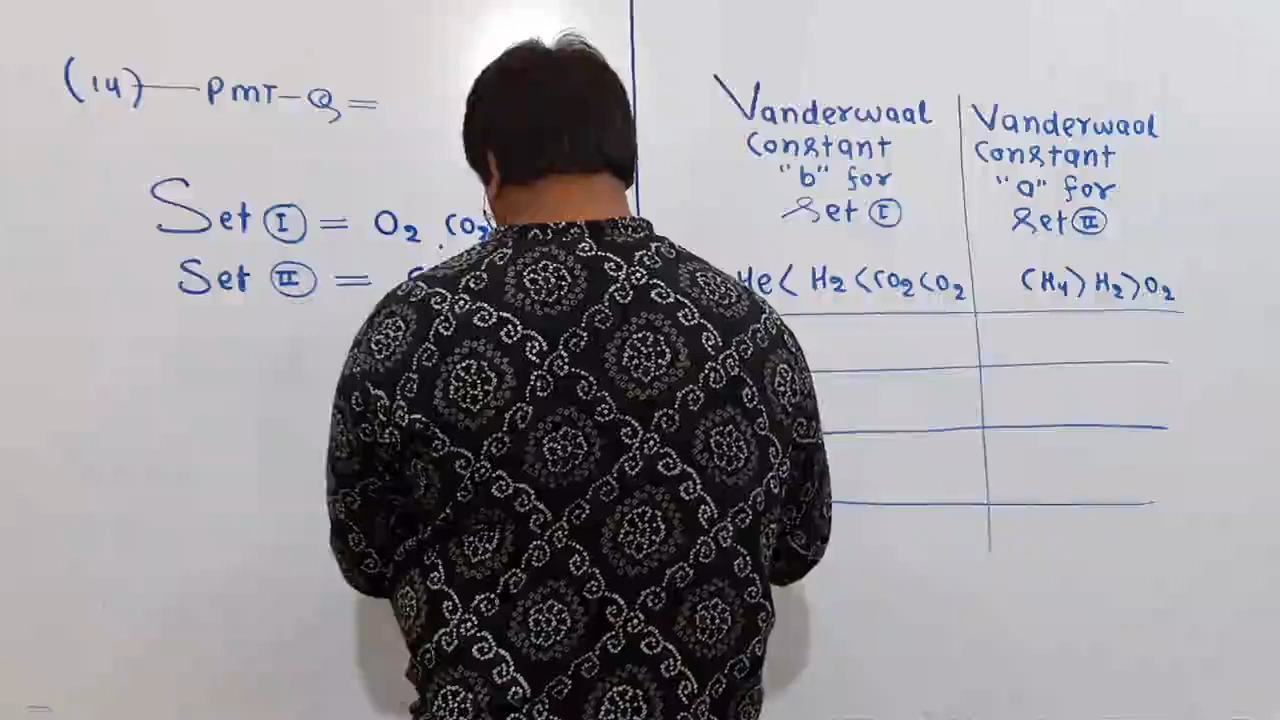 (14) — PMT-Q =
Set I = O2, CO2
Set II =
Vanderwaal
Constant
"b" for
Set I
He < H2 < CO2 < O2
Vanderwaal
Constant
"a" for
Set II
CH4 > H2 > O2